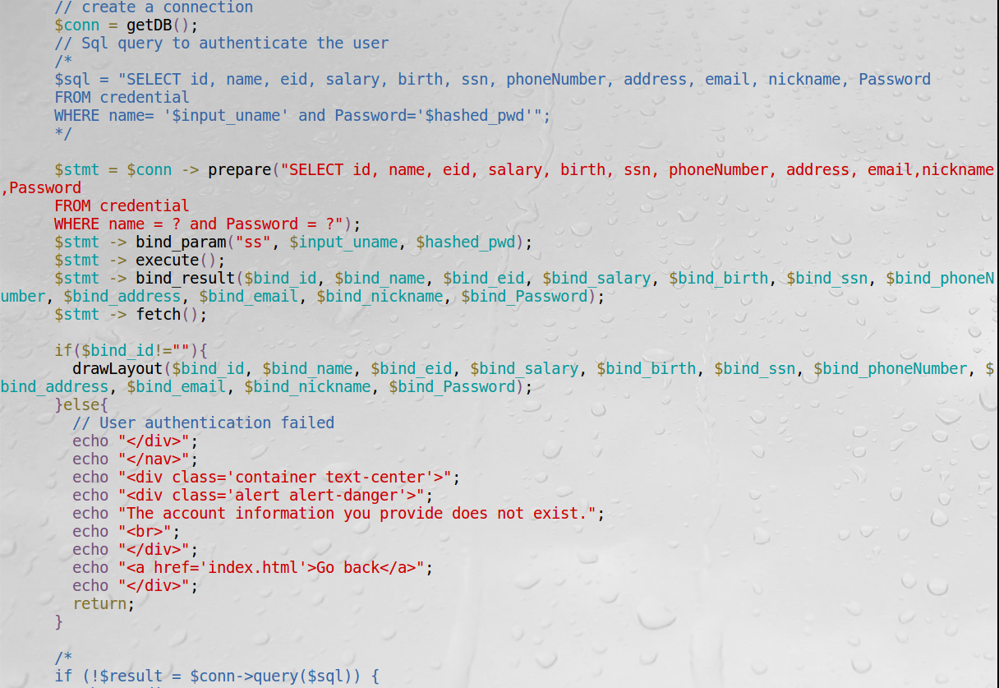 // create a connection
$conn = getDB();
// Sql query to authenticate the user
/*
$sql = "SELECT id, name, eid, salary, birth, ssn, phoneNumber, address, email, nickname, Password
FROM credential
WHERE name= '$input_uname' and Password='$hashed_pwd'";
*/
$stmt = $conn -> prepare("SELECT id, name, eid, salary, birth, ssn, phoneNumber, address, email,nickname
,Password
FROM credential
WHERE name = ? and Password = ?");
$stmt -> bind_param("ss", $input_uname, $hashed_pwd);
$stmt -> execute();
$stmt -> bind_result($bind_id, $bind_name, $bind_eid, $bind_salary, $bind_birth, $bind_ssn, $bind_phoneN
umber, $bind_address, $bind_email, $bind_nickname, $bind_Password);
$stmt -> fetch();
if($bind_id!=""){
drawLayout($bind_id, $bind_name, $bind_eid, $bind_salary, $bind_birth, $bind_ssn, $bind_phoneNumber, $
bind_address, $bind_email, $bind_nickname, $bind_Password);
}else{
// User authentication failed
echo "</div>";
echo "</nav>";
echo "<div class='container text-center'>";
echo "<div class='alert alert-danger'>";
echo "The account information you provide does not exist.";
echo "<br>";
echo "</div>";
echo "<a href='index.html'>Go back</a>";
echo "</div>";
return;
}
/*
if (!$result = $conn->query($sql)) {